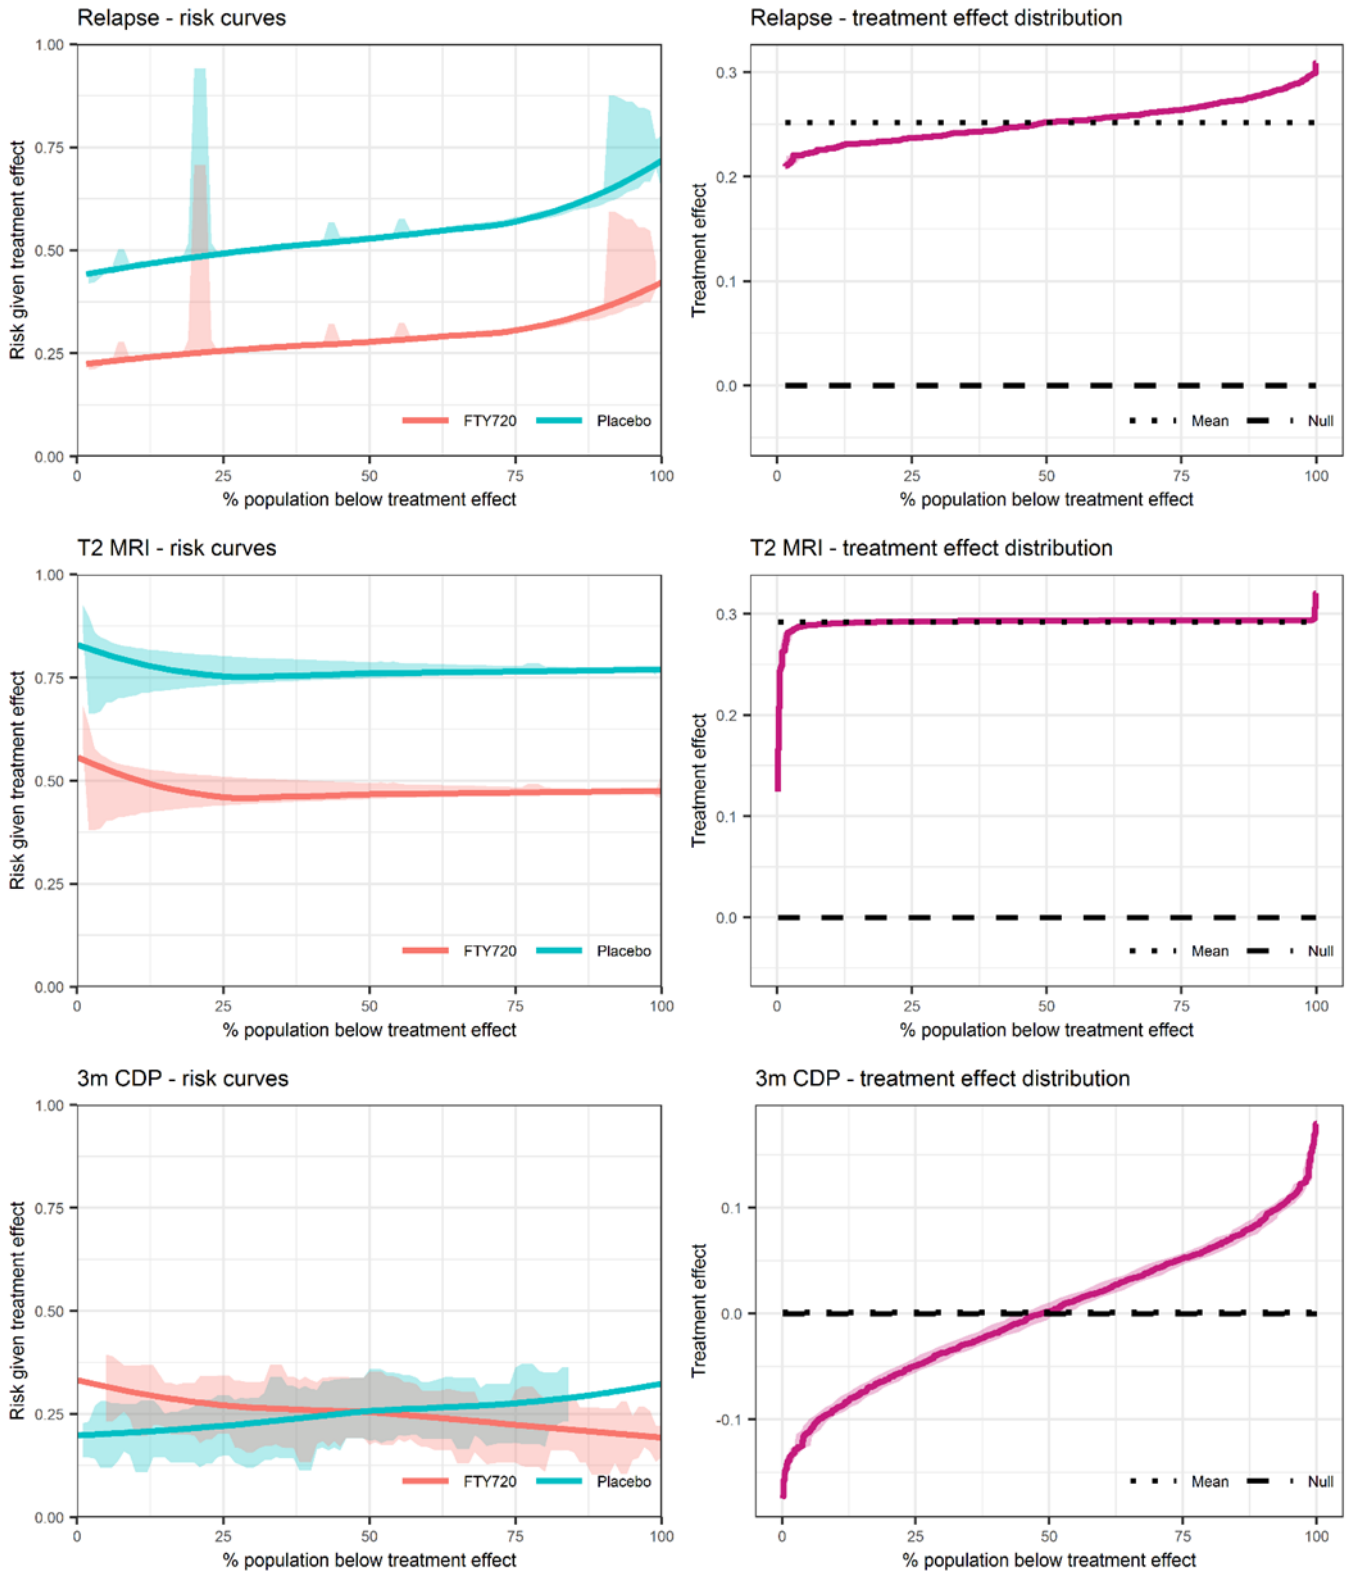 Relapse - risk curves
1.00
0.75
0.50
0.25
0.00
Risk given treatment effect
FTY720 Placebo
0 25 50 75 100
% population below treatment effect
Relapse - treatment effect distribution
0.3
0.2
0.1
0.0
Treatment effect
Mean Null
0 25 50 75 100
% population below treatment effect
T2 MRI - risk curves
1.00
0.75
0.50
0.25
0.00
Risk given treatment effect
FTY720 Placebo
0 25 50 75 100
% population below treatment effect
T2 MRI - treatment effect distribution
0.3
0.2
0.1
0.0
Treatment effect
Mean Null
0 25 50 75 100
% population below treatment effect
3m CDP - risk curves
1.00
0.75
0.50
0.25
0.00
Risk given treatment effect
FTY720 Placebo
0 25 50 75 100
% population below treatment effect
3m CDP - treatment effect distribution
0.1
0.0
-0.1
Treatment effect
Mean Null
0 25 50 75 100
% population below treatment effect